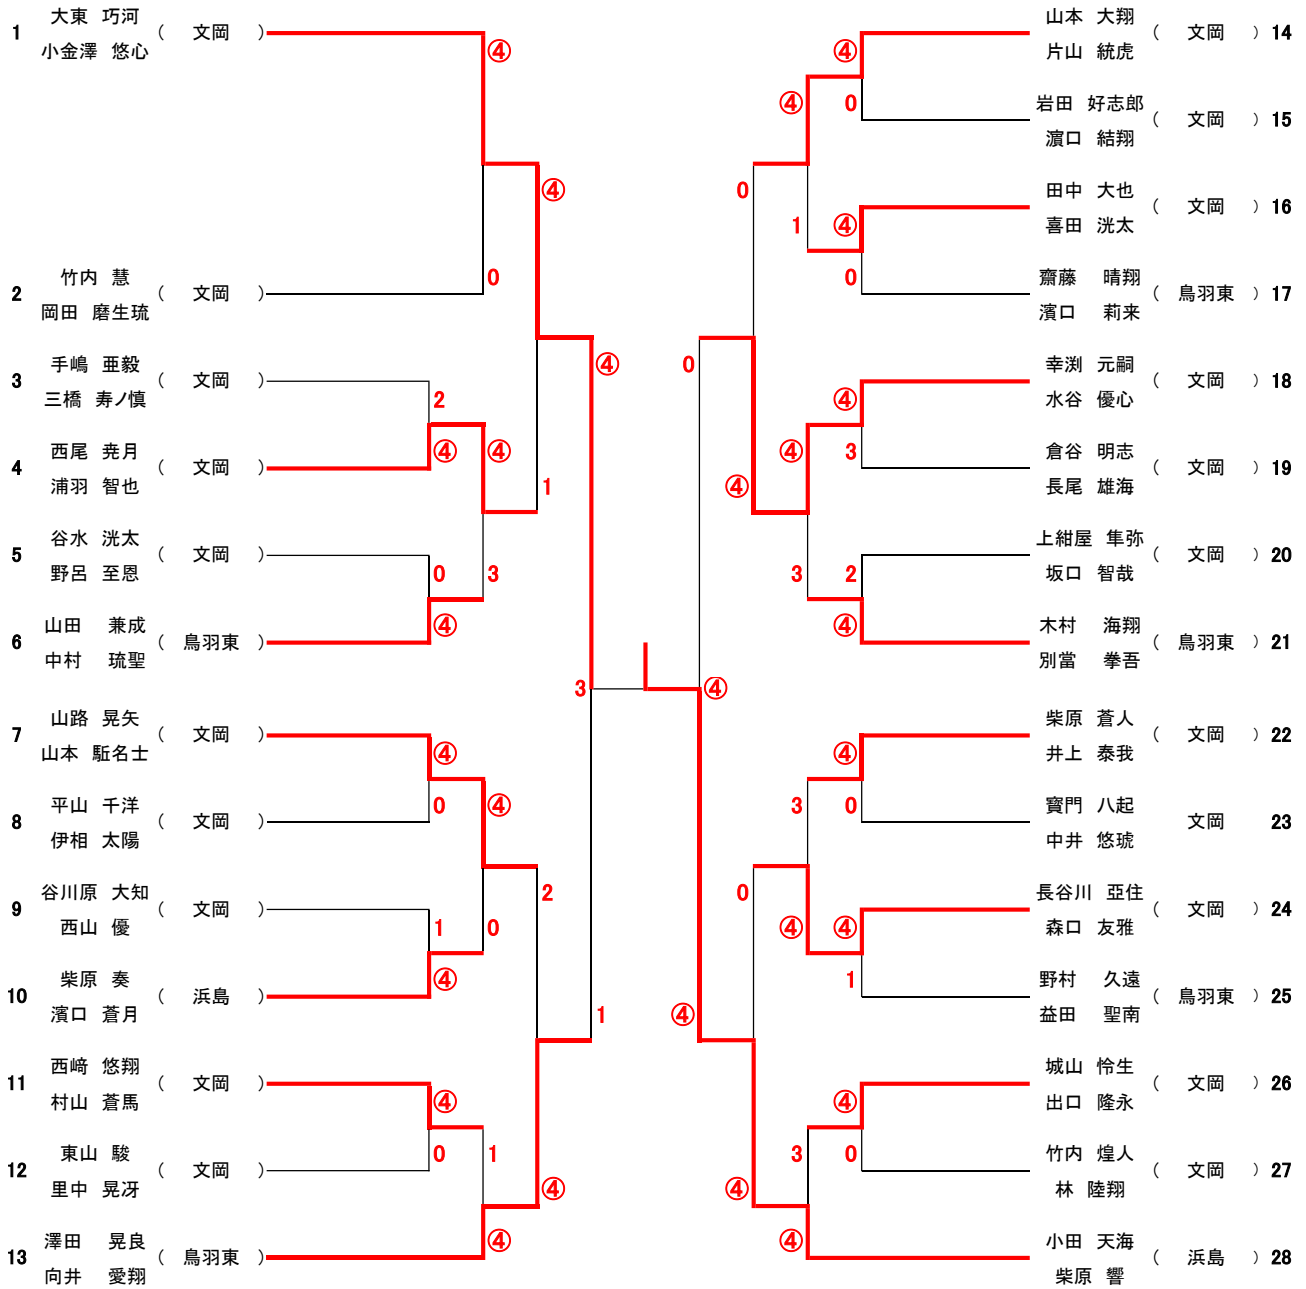 1 大東 巧河 小金澤 悠心 ( 文岡 )
2 竹内 慧 岡田 磨生琉 ( 文岡 )
3 手嶋 亜毅 三橋 寿ノ慎 ( 文岡 )
4 西尾 尭月 浦羽 智也 ( 文岡 )
5 谷水 洸太 野呂 至恩 ( 文岡 )
6 山田 兼成 中村 琉聖 ( 鳥羽東 )
7 山路 晃矢 山本 駈名士 ( 文岡 )
8 平山 千洋 伊相 太陽 ( 文岡 )
9 谷川原 大知 西山 優 ( 文岡 )
10 柴原 奏 濱口 蒼月 ( 浜島 )
11 西﨑 悠翔 村山 蒼馬 ( 文岡 )
12 東山 駿 里中 晃冴 ( 文岡 )
13 澤田 晃良 向井 愛翔 ( 鳥羽東 )
④
0
2
④
0
④
④
0
1
④
④
0
④
④
3
④
0
1
④
④
1
2
④
④
1
3
④
0
④
0
④
④
0
④
0
④
3
2
④
④
0
④
1
④
0
④
1
④
3
3
④
3
④
0
④
0
④
山本 大翔 片山 統虎 ( 文岡 ) 14
岩田 好志郎 濵口 結翔 ( 文岡 ) 15
田中 大也 喜田 洸太 ( 文岡 ) 16
齋藤 晴翔 濱口 莉来 ( 鳥羽東 ) 17
幸渕 元嗣 水谷 優心 ( 文岡 ) 18
倉谷 明志 長尾 雄海 ( 文岡 ) 19
上紺屋 隼弥 坂口 智哉 ( 文岡 ) 20
木村 海翔 別當 拳吾 ( 鳥羽東 ) 21
柴原 蒼人 井上 泰我 ( 文岡 ) 22
寳門 八起 中井 悠琥 文岡 23
長谷川 亞住 森口 友雅 ( 文岡 ) 24
野村 久遠 益田 聖南 ( 鳥羽東 ) 25
城山 怜生 出口 隆永 ( 文岡 ) 26
竹内 煌人 林 陸翔 ( 文岡 ) 27
小田 天海 柴原 響 ( 浜島 ) 28